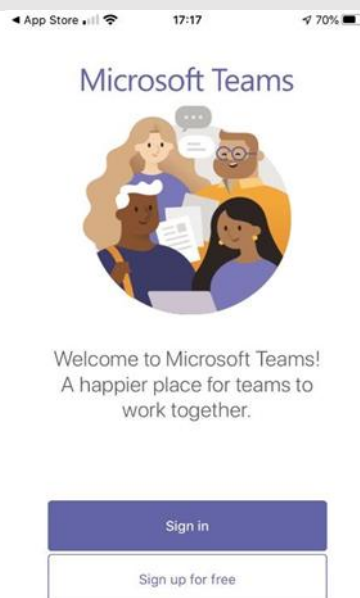 App Store 17:17 70%
Microsoft Teams
Welcome to Microsoft Teams!
A happier place for teams to
work together.
Sign in
Sign up for free